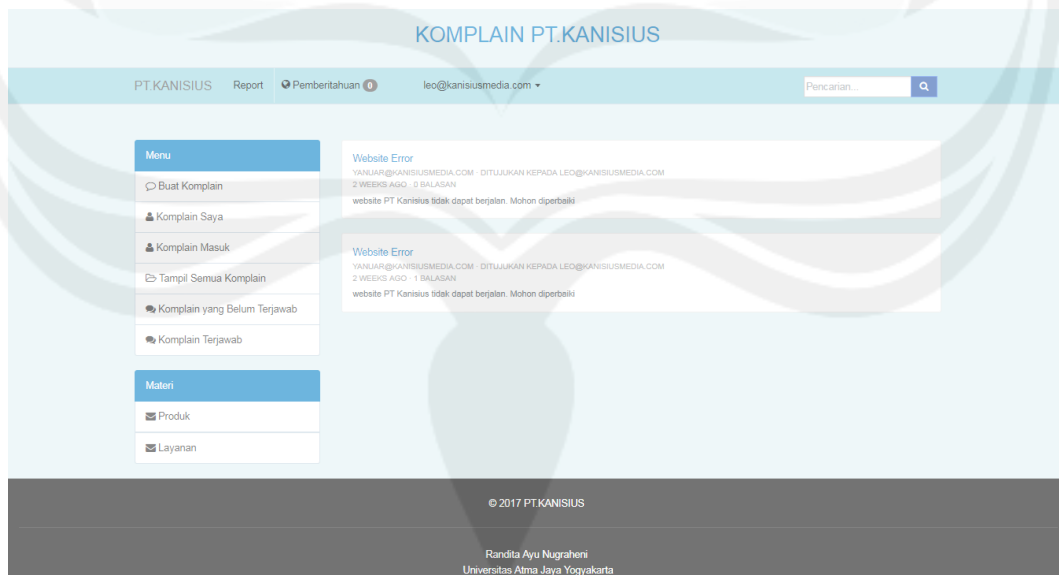 KOMPLAIN PT.KANISIUS
PT.KANISIUS Report Pemberitahuan 0 leo@kanisiusmedia.com Pencarian...
Menu
Buat Komplain
Komplain Saya
Komplain Masuk
Tampil Semua Komplain
Komplain yang Belum Terjawab
Komplain Terjawab
Materi
Produk
Layanan
Website Error
YANUAR@KANISIUSMEDIA.COM · DITUJUKAN KEPADA LEO@KANISIUSMEDIA.COM
2 WEEKS AGO · 0 BALASAN
website PT Kanisius tidak dapat berjalan. Mohon diperbaiki
Website Error
YANUAR@KANISIUSMEDIA.COM · DITUJUKAN KEPADA LEO@KANISIUSMEDIA.COM
2 WEEKS AGO · 1 BALASAN
website PT Kanisius tidak dapat berjalan. Mohon diperbaiki
© 2017 PT.KANISIUS
Randita Ayu Nugraheni
Universitas Atma Jaya Yogyakarta